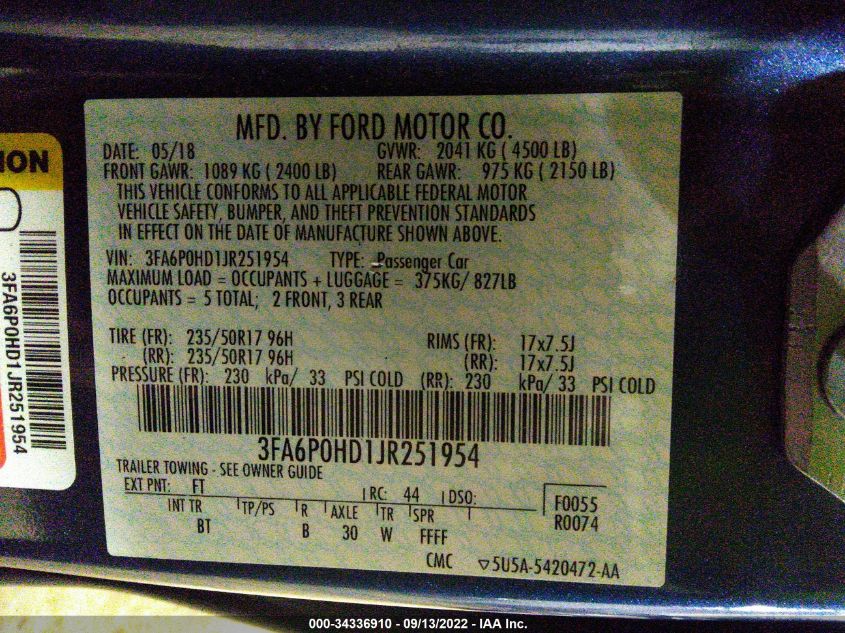 MFD. BY FORD MOTOR CO.
DATE: 05/18 GVWR: 2041 KG ( 4500 LB)
FRONT GAWR: 1089 KG ( 2400 LB) REAR GAWR: 975 KG ( 2150 LB)
THIS VEHICLE CONFORMS TO ALL APPLICABLE FEDERAL MOTOR
VEHICLE SAFETY, BUMPER, AND THEFT PREVENTION STANDARDS
IN EFFECT ON THE DATE OF MANUFACTURE SHOWN ABOVE.
VIN: 3FA6P0HD1JR251954 TYPE: Passenger Car
MAXIMUM LOAD = OCCUPANTS + LUGGAGE = 375KG/ 827LB
OCCUPANTS = 5 TOTAL; 2 FRONT, 3 REAR
TIRE (FR): 235/50R17 96H RIMS (FR): 17x7.5J
(RR): 235/50R17 96H (RR): 17x7.5J
PRESSURE (FR): 230 kPa/ 33 PSI COLD (RR): 230 kPa/ 33 PSI COLD
3FA6P0HD1JR251954
TRAILER TOWING - SEE OWNER GUIDE
EXT PNT: FT RC: 44 DSO:
INT TR TP/PS R AXLE TR SPR
BT B 30 W FFFF
F0055
R0074
CMC ▽5U5A-5420472-AA
ION
3FA6P0HD1JR251954
000-34336910 - 09/13/2022 - IAA Inc.